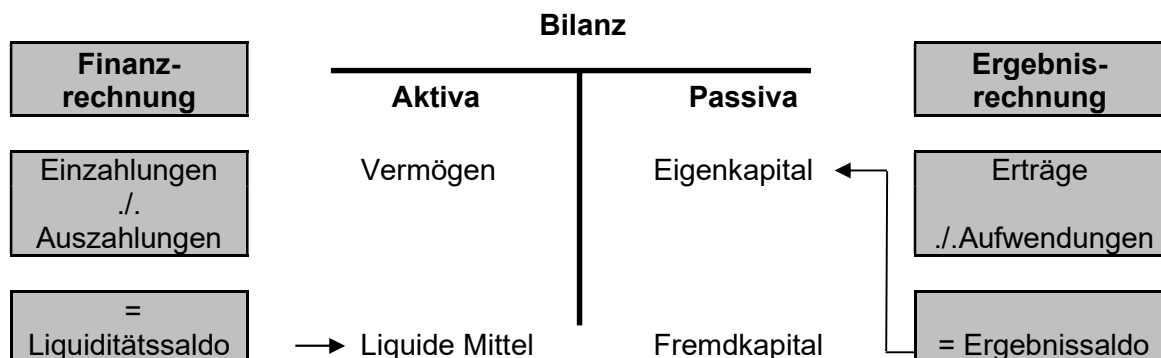 Bilanz
Finanz-
rechnung
Aktiva
Passiva
Ergebnis-
rechnung
Einzahlungen
./.
Auszahlungen
Vermögen
Eigenkapital
Erträge
./.Aufwendungen
=
Liquiditätssaldo
Liquide Mittel
Fremdkapital
= Ergebnissaldo